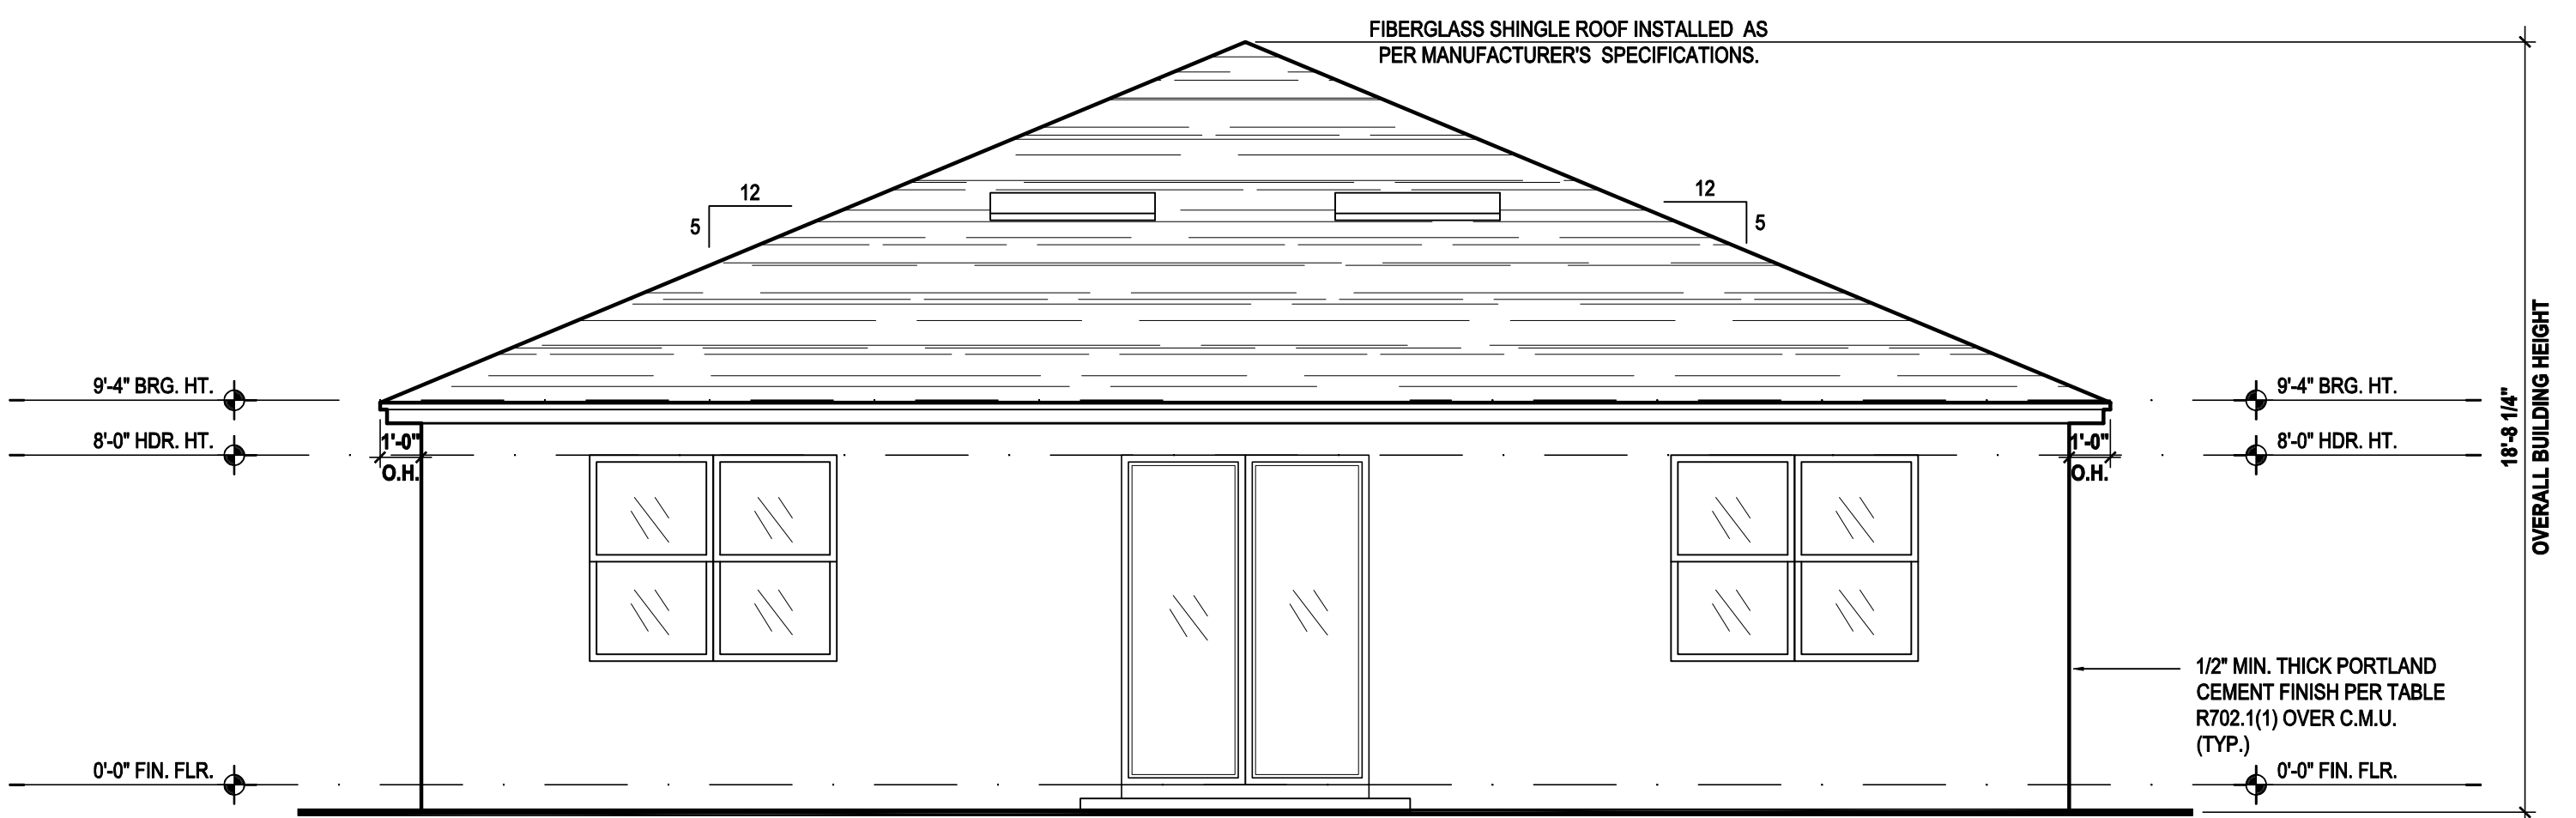 FIBERGLASS SHINGLE ROOF INSTALLED AS
PER MANUFACTURER'S SPECIFICATIONS.
12
5
12
5
9'-4" BRG. HT.
8'-0" HDR. HT.
1'-0"
O.H.
1'-0"
O.H.
9'-4" BRG. HT.
8'-0" HDR. HT.
18'-8 1/4"
OVERALL BUILDING HEIGHT
1/2" MIN. THICK PORTLAND
CEMENT FINISH PER TABLE
R702.1(1) OVER C.M.U.
(TYP.)
0'-0" FIN. FLR.
0'-0" FIN. FLR.